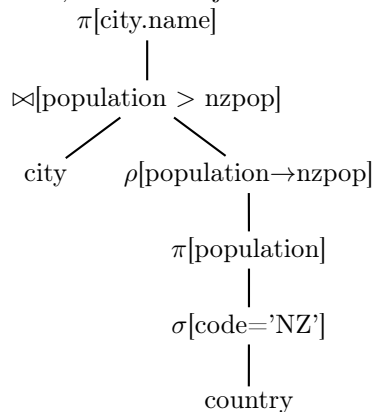 π[city.name]
⋈[population > nzpop]
city ρ[population→nzpop]
π[population]
σ[code='NZ']
country